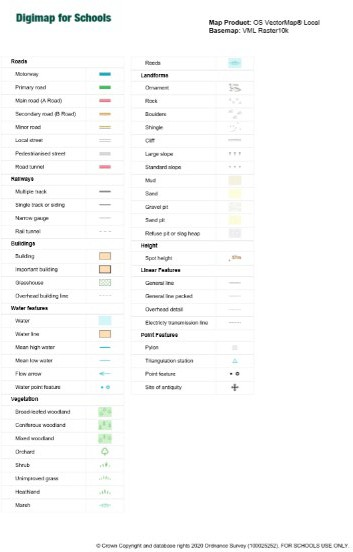 Digimap for Schools
Map Product: OS VectorMap® Local
Basemap: VML Raster10k
Roads
Motorway
Primary road
Main road (A Road)
Secondary road (B Road)
Minor road
Local street
Pedestrianised street
Road tunnel
Railways
Multiple track
Single track or siding
Narrow gauge
Rail tunnel
Buildings
Building
Important building
Glasshouse
Overhead building line
Water features
Water
Water line
Mean high water
Mean low water
Flow arrow
Water point feature
Vegetation
Broad-leafed woodland
Coniferous woodland
Mixed woodland
Orchard
Shrub
Unimproved grass
Heathland
Marsh
Reeds
Landforms
Ornament
Rock
Boulders
Shingle
Cliff
Large slope
Standard slope
Mud
Sand
Gravel pit
Sand pit
Refuse pit or slag heap
Height
Spot height
Linear Features
General line
General line pecked
Overhead detail
Electricity transmission line
Point Features
Pylon
Triangulation station
Point feature
Site of antiquity
© Crown Copyright and database rights 2020 Ordnance Survey (100025252). FOR SCHOOLS USE ONLY.